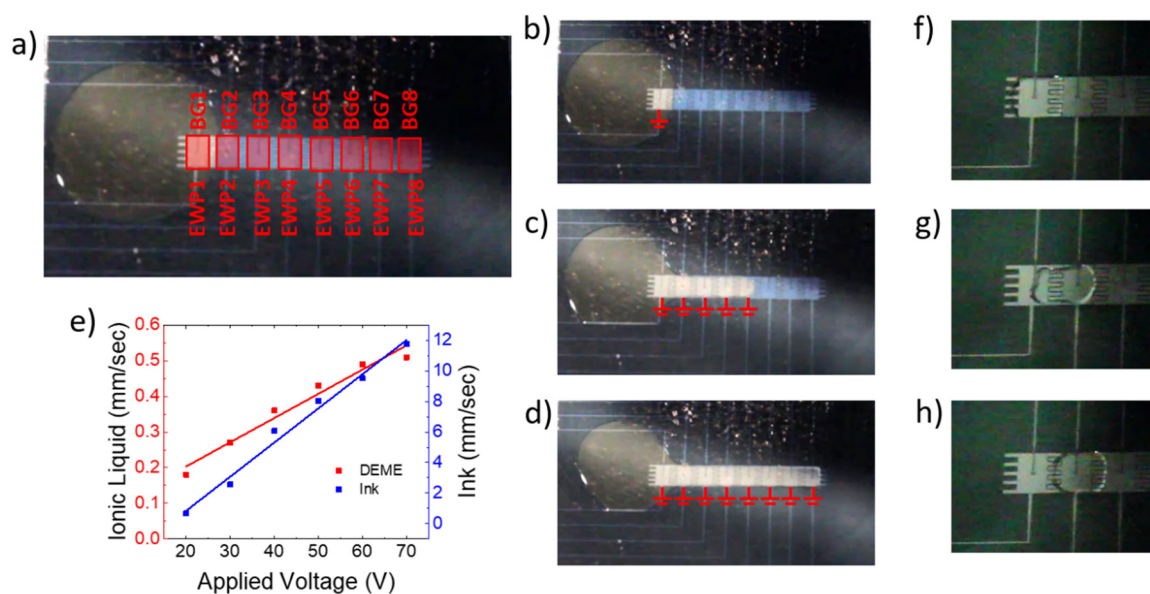 a)
BG1 BG2 BG3 BG4 BG5 BG6 BG7 BG8
EWP1 EWP2 EWP3 EWP4 EWP5 EWP6 EWP7 EWP8
b)
c)
d)
e)
Ionic Liquid (mm/sec)
0.6
0.5
0.4
0.3
0.2
0.1
0.0
DEME
Ink
12
10
8
6
4
2
0
Ink (mm/sec)
20 30 40 50 60 70
Applied Voltage (V)
f)
g)
h)